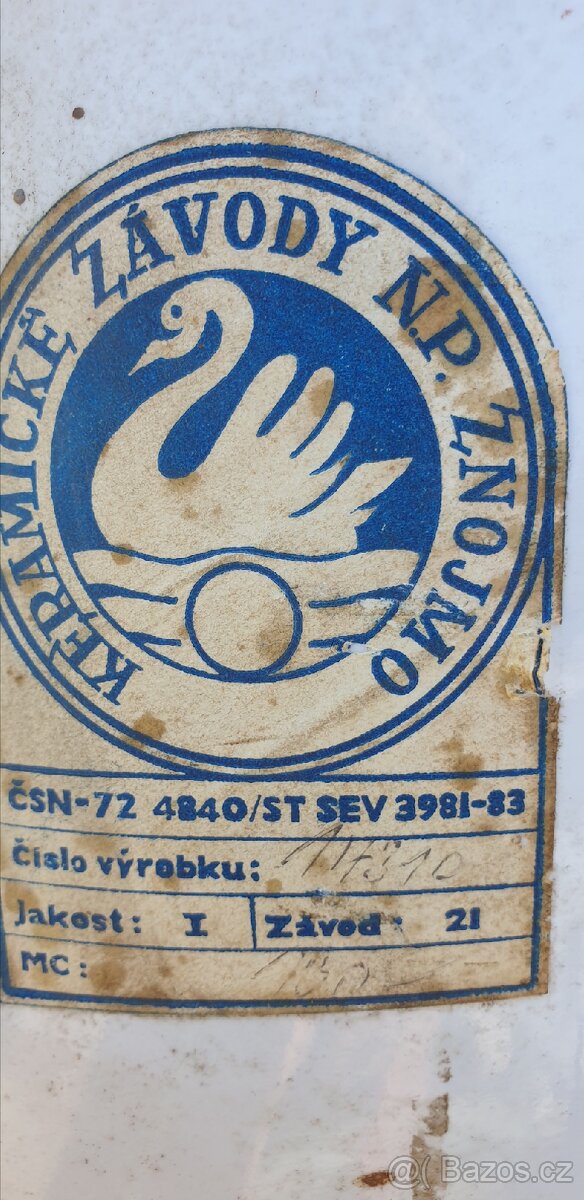 KERAMICKÉ ZÁVODY N.P. ZNOJMO
ČSN-72 4840/ST SEV 3981-83
Číslo výrobku:
Jakost: I Závod: 21
MC:
@( Bazos.cz